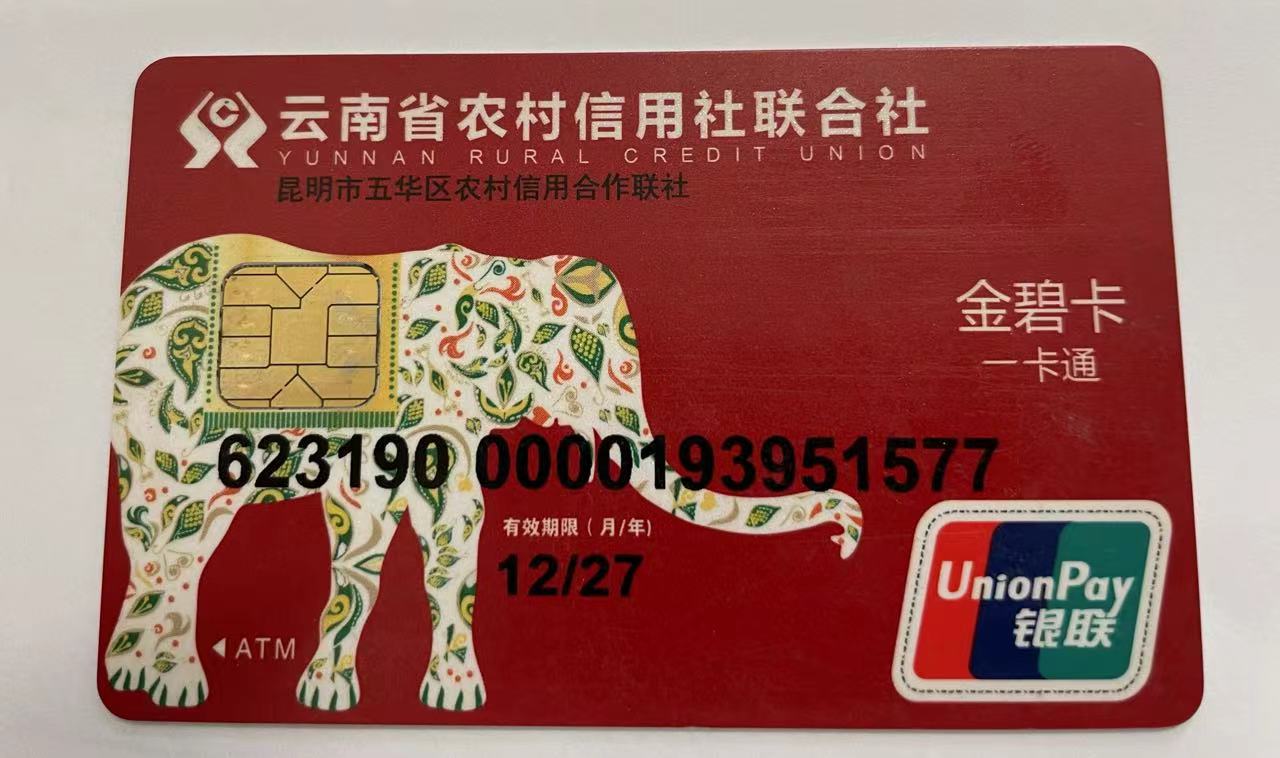 云南省农村信用社联合社
YUNNAN RURAL CREDIT UNION
昆明市五华区农村信用合作联社
金碧卡
一卡通
623190 0000193951577
有效期限（月/年）
12/27
ATM
UnionPay
银联